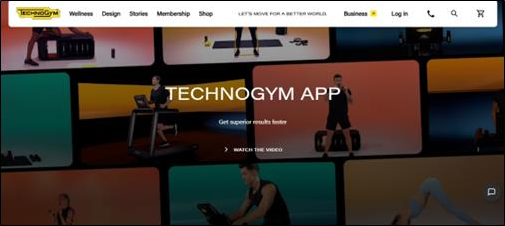 TECHNOGYM Wellness Design Stories Membership Shop LET'S MOVE FOR A BETTER WORLD. Business Log in
TECHNOGYM APP
Get superior results faster
WATCH THE VIDEO